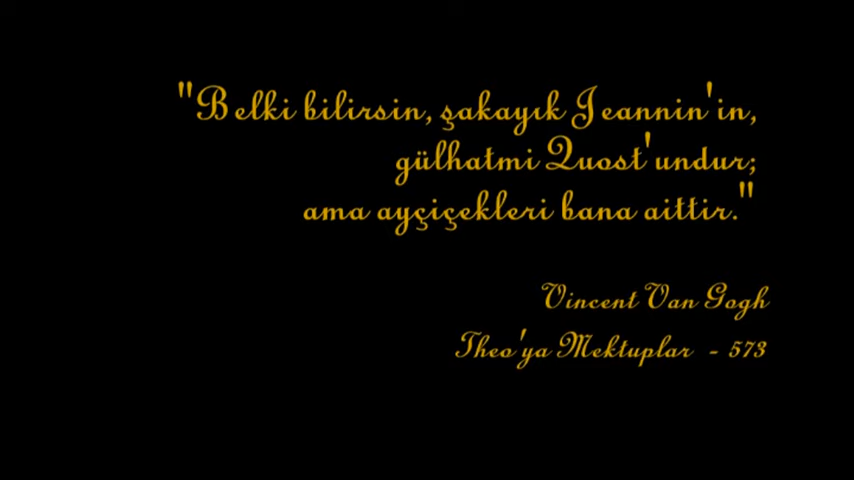 "Belki bilirsin, şakayık Jeannin'in,
gülhatmi Quost'undur;
ama ayçiçekleri bana aittir."
Vincent Van Gogh
Theo'ya Mektuplar - 573